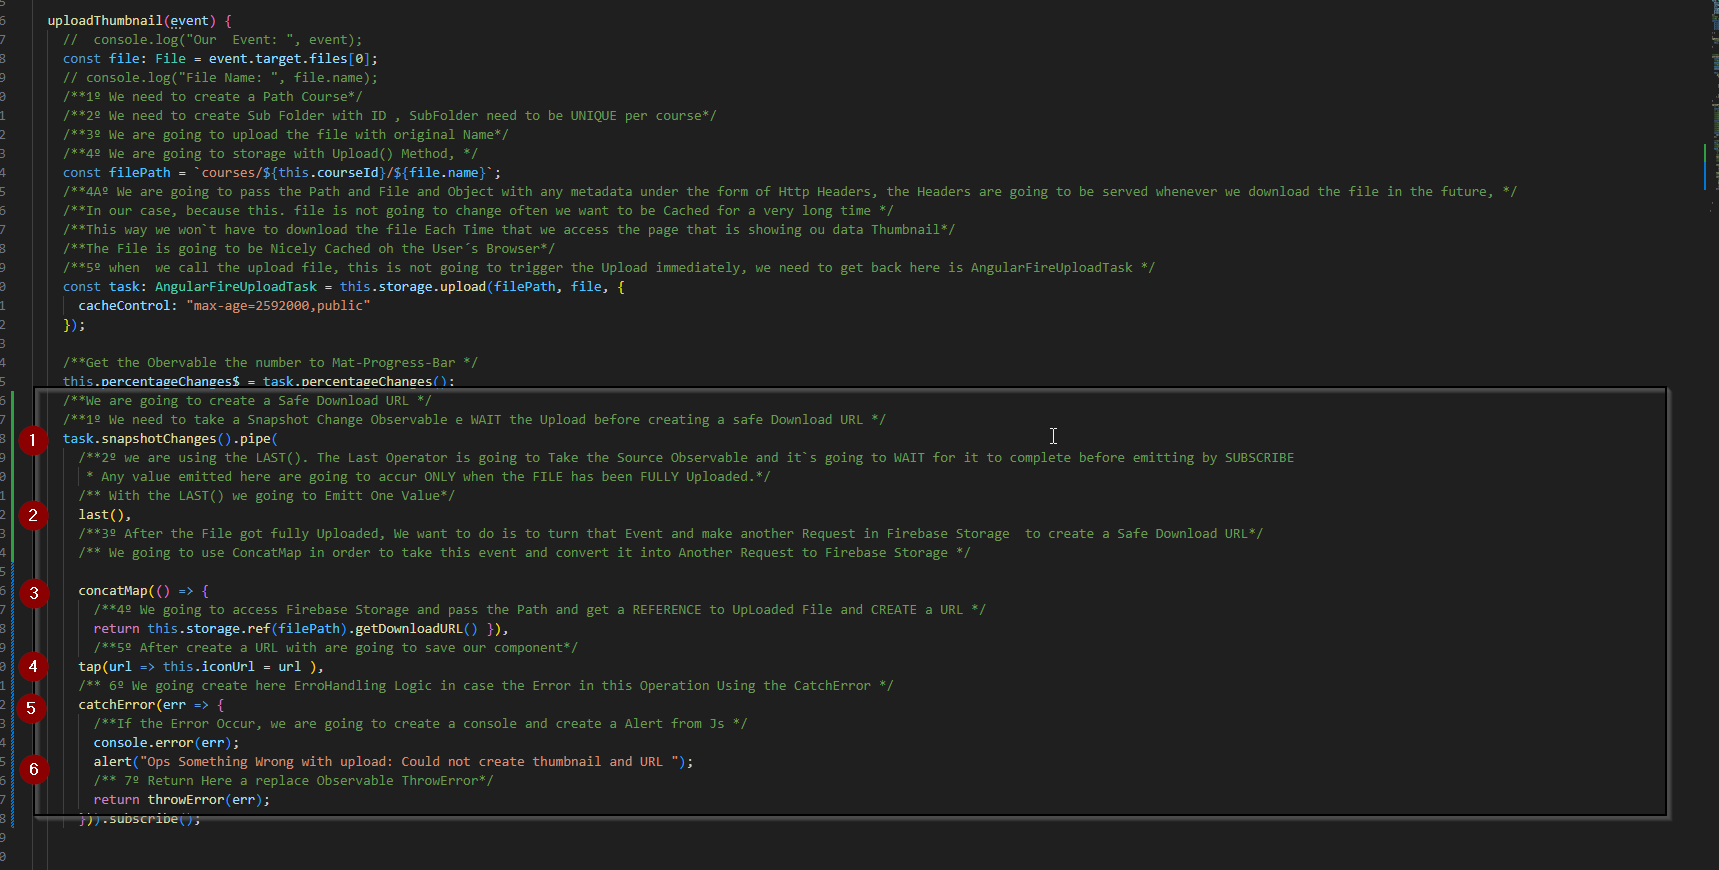 uploadThumbnail(event) {
//  console.log("Our  Event: ", event);
const file: File = event.target.files[0];
// console.log("File Name: ", file.name);
/**1º We need to create a Path Course*/
/**2º We need to create Sub Folder with ID , SubFolder need to be UNIQUE per course*/
/**3º We are going to upload the file with original Name*/
/**4º We are going to storage with Upload() Method, */
const filePath = `courses/${this.courseId}/${file.name}`;
/**4Aº We are going to pass the Path and File and Object with any metadata under the form of Http Headers, the Headers are going to be served whenever we download the file in the future, */
/**In our case, because this. file is not going to change often we want to be Cached for a very long time */
/**This way we won`t have to download the file Each Time that we access the page that is showing ou data Thumbnail*/
/**The File is going to be Nicely Cached oh the User´s Browser*/
/**5º when  we call the upload file, this is not going to trigger the Upload immediately, we need to get back here is AngularFireUploadTask */
const task: AngularFireUploadTask = this.storage.upload(filePath, file, {
cacheControl: "max-age=2592000,public"
});
/**Get the Obervable the number to Mat-Progress-Bar */
this.percentageChanges$ = task.percentageChanges();
/**We are going to create a Safe Download URL */
/**1º We need to take a Snapshot Change Observable e WAIT the Upload before creating a safe Download URL */
1 task.snapshotChanges().pipe(
/**2º we are using the LAST(). The Last Operator is going to Take the Source Observable and it`s going to WAIT for it to complete before emitting by SUBSCRIBE
* Any value emitted here are going to accur ONLY when the FILE has been FULLY Uploaded.*/
/** With the LAST() we going to Emitt One Value*/
2 last(),
/**3º After the File got fully Uploaded, We want to do is to turn that Event and make another Request in Firebase Storage  to create a Safe Download URL*/
/** We going to use ConcatMap in order to take this event and convert it into Another Request to Firebase Storage */
3 concatMap(() => {
/**4º We going to access Firebase Storage and pass the Path and get a REFERENCE to UpLoaded File and CREATE a URL */
return this.storage.ref(filePath).getDownloadURL() }),
/**5º After create a URL with are going to save our component*/
4 tap(url => this.iconUrl = url ),
/** 6º We going create here ErroHandling Logic in case the Error in this Operation Using the CatchError */
5 catchError(err => {
/**If the Error Occur, we are going to create a console and create a Alert from Js */
console.error(err);
6 alert("Ops Something Wrong with upload: Could not create thumbnail and URL ");
/** 7º Return Here a replace Observable ThrowError*/
return throwError(err);
})).subscribe();